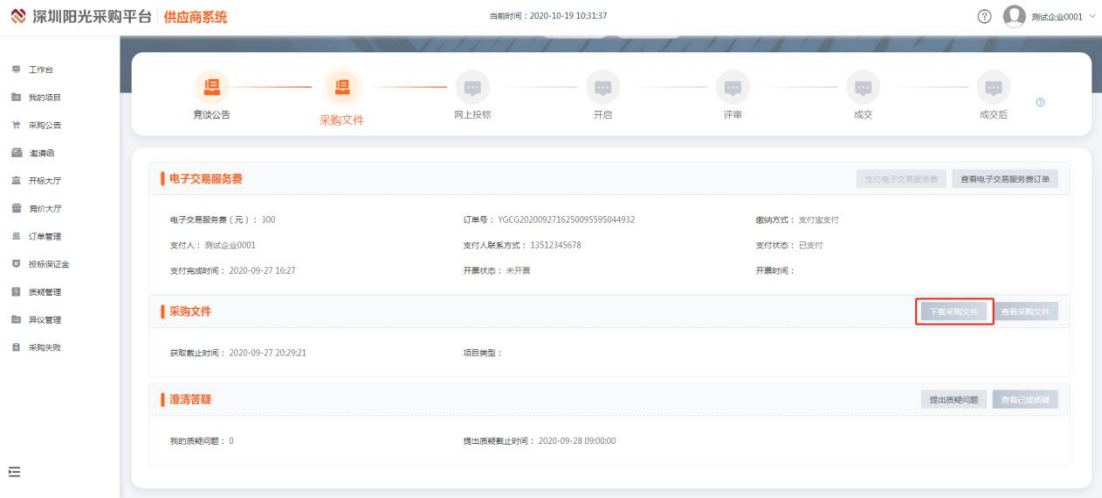 深圳阳光采购平台 供应商系统 当前时间：2020-10-19 10:31:37 测试企业0001
工作台
我的项目
采购公告
邀请函
开标大厅
竞价大厅
订单管理
投标保证金
质疑管理
异议管理
采购失败
竞谈公告 采购文件 网上投标 开启 评审 成交 成交后
电子交易服务费 支付电子交易服务费 查看电子交易服务费订单
电子交易服务费（元）：300 订单号：YGCG2020092716250095595044932 缴纳方式：支付宝支付
支付人：测试企业0001 支付人联系方式：13512345678 支付状态：已支付
支付完成时间：2020-09-27 16:27 开票状态：未开票 开票时间：
采购文件 下载采购文件 查看采购文件
获取截止时间：2020-09-27 20:29:21 项目类型：
澄清答疑 提出质疑问题 查看已提质疑
我的质疑问题：0 提出质疑截止时间：2020-09-28 09:00:00